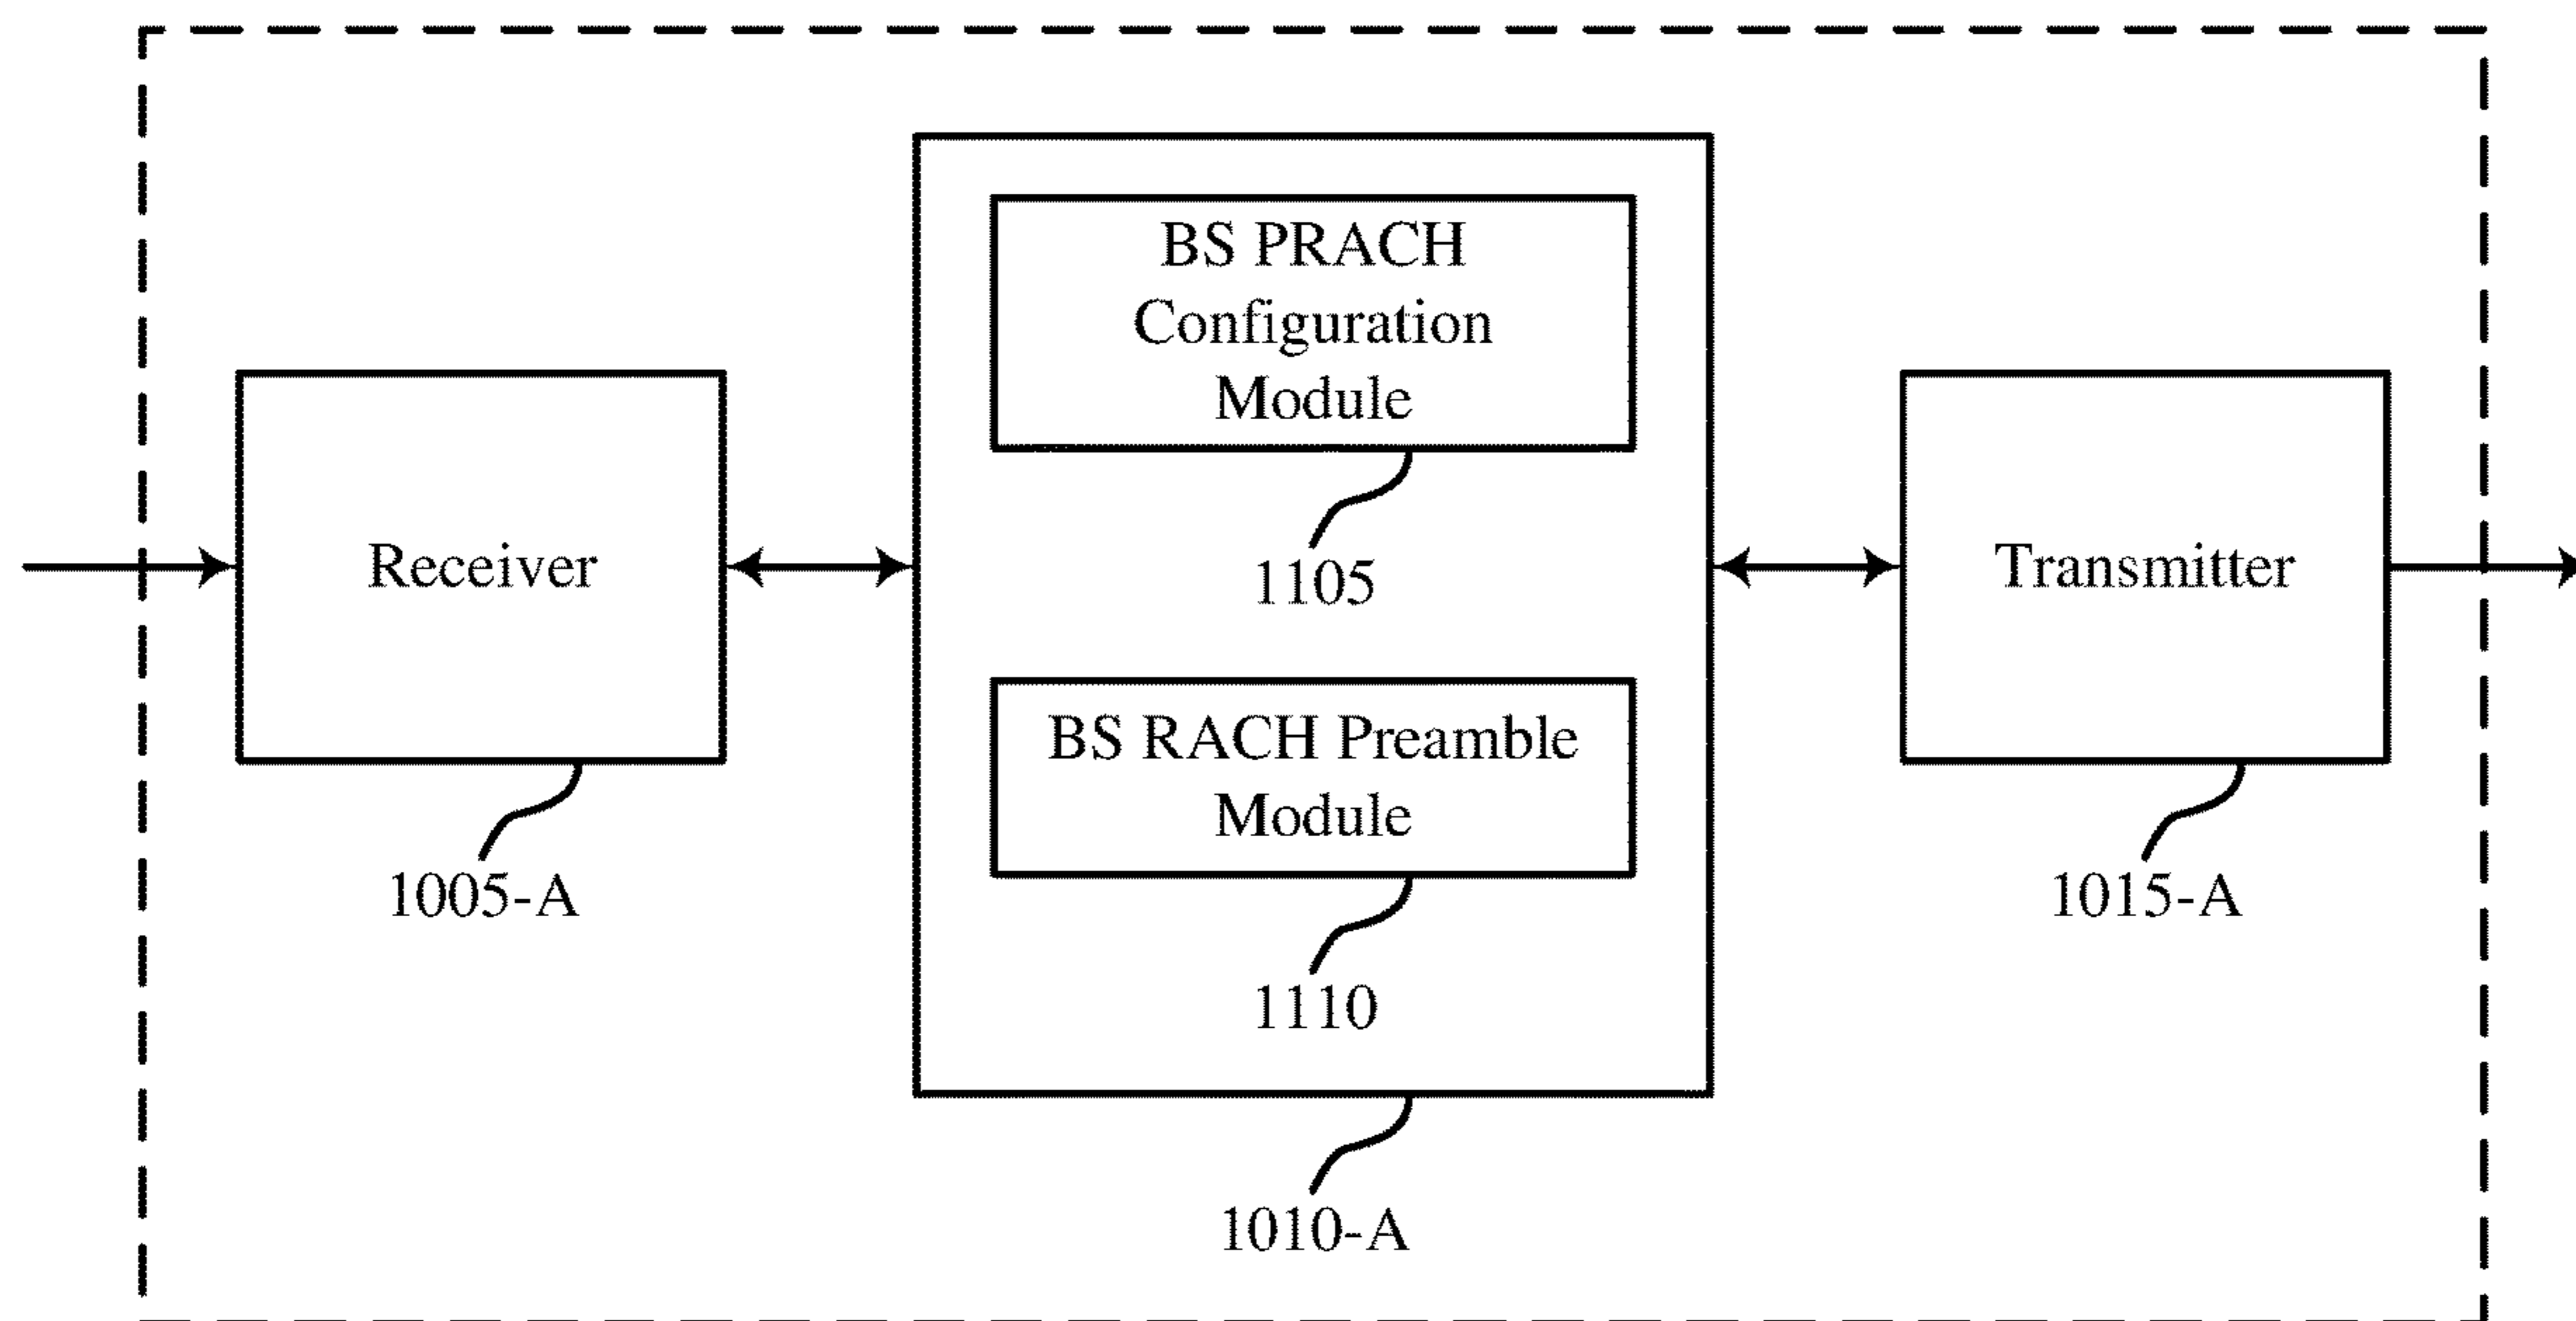 BS PRACH
Configuration
Module
1105
Receiver
1005-A
BS RACH Preamble
Module
1110
1010-A
Transmitter
1015-A